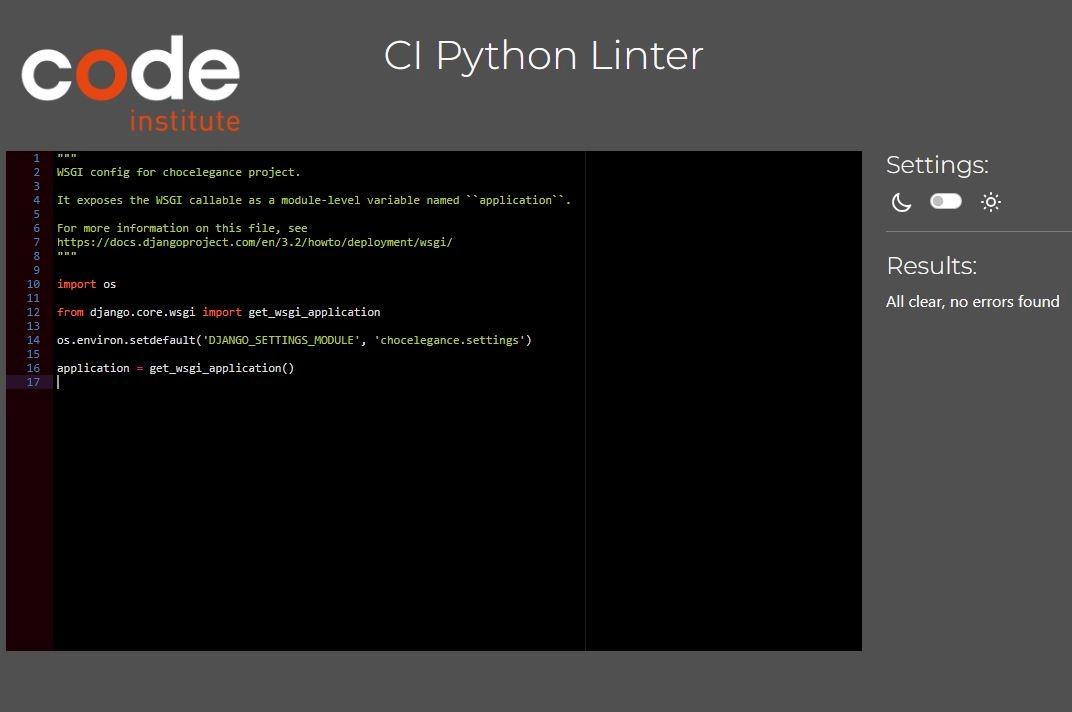 code
institute
CI Python Linter
1 """
2 WSGI config for chocelegance project.
3
4 It exposes the WSGI callable as a module-level variable named ``application``.
5
6 For more information on this file, see
7 https://docs.djangoproject.com/en/3.2/howto/deployment/wsgi/
8 """
9
10 import os
11
12 from django.core.wsgi import get_wsgi_application
13
14 os.environ.setdefault('DJANGO_SETTINGS_MODULE', 'chocelegance.settings')
15
16 application = get_wsgi_application()
17
Settings:
Results:
All clear, no errors found